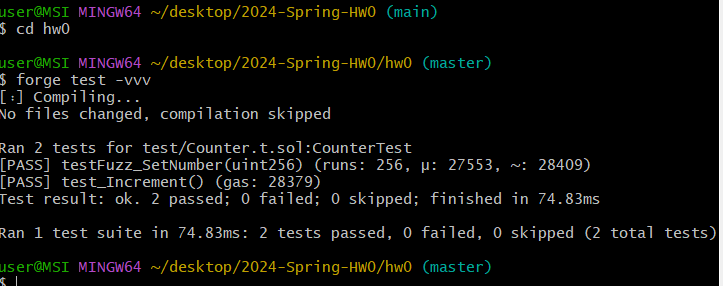 user@MSI MINGW64 ~/desktop/2024-Spring-HW0 (main)
$ cd hw0
user@MSI MINGW64 ~/desktop/2024-Spring-HW0/hw0 (master)
$ forge test -vvv
[⠰] Compiling...
No files changed, compilation skipped
Ran 2 tests for test/Counter.t.sol:CounterTest
[PASS] testFuzz_SetNumber(uint256) (runs: 256, μ: 27553, ~: 28409)
[PASS] test_Increment() (gas: 28379)
Test result: ok. 2 passed; 0 failed; 0 skipped; finished in 74.83ms
Ran 1 test suite in 74.83ms: 2 tests passed, 0 failed, 0 skipped (2 total tests)
user@MSI MINGW64 ~/desktop/2024-Spring-HW0/hw0 (master)
$